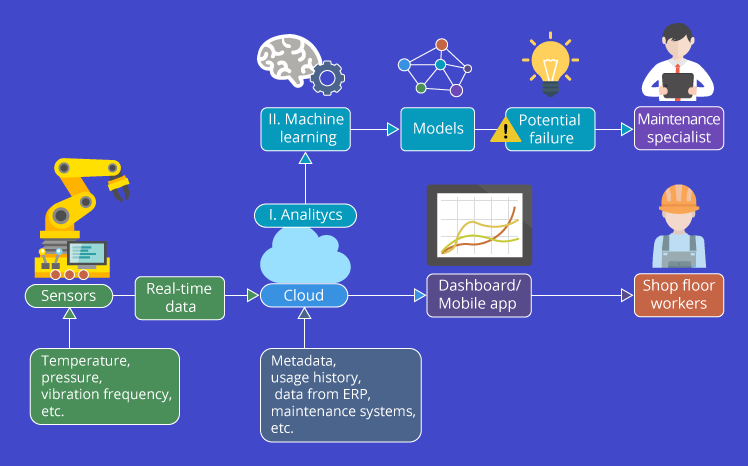 II. Machine
learning
Models
Potential
failure
!
Maintenance
specialist
I. Analitycs
Sensors
Real-time
data
Cloud
Dashboard/
Mobile app
Shop floor
workers
Temperature,
pressure,
vibration frequency,
etc.
Metadata,
usage history,
data from ERP,
maintenance systems,
etc.